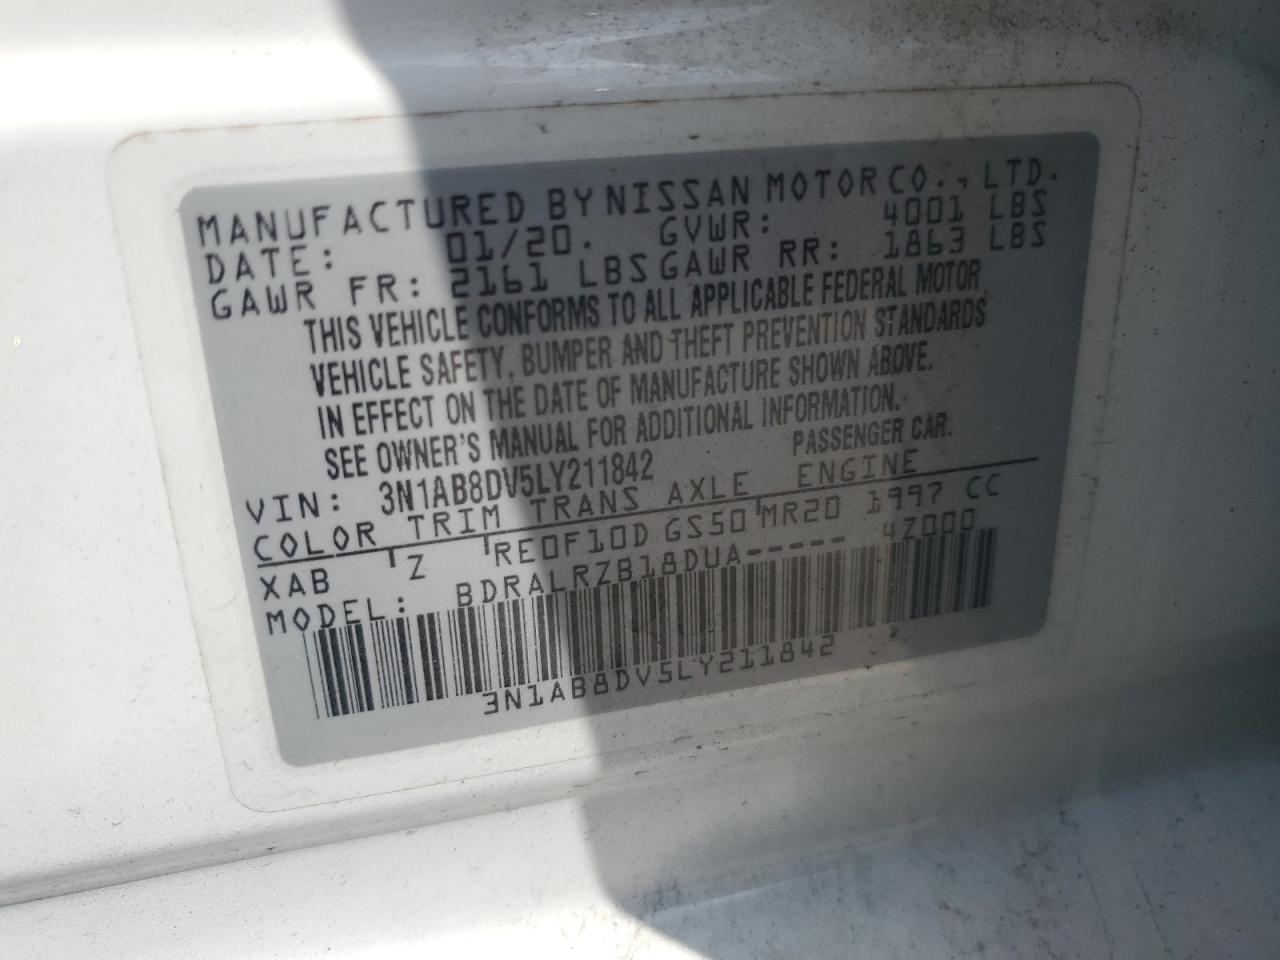 MANUFACTURED BY NISSAN MOTOR CO., LTD.
DATE: 01/20. GVWR: 4001 LBS
GAWR FR: 2161 LBS GAWR RR: 1863 LBS
THIS VEHICLE CONFORMS TO ALL APPLICABLE FEDERAL MOTOR
VEHICLE SAFETY, BUMPER AND THEFT PREVENTION STANDARDS
IN EFFECT ON THE DATE OF MANUFACTURE SHOWN ABOVE.
SEE OWNER'S MANUAL FOR ADDITIONAL INFORMATION.
VIN: 3N1AB8DV5LY211842 PASSENGER CAR.
COLOR TRIM TRANS AXLE ENGINE
XAB Z RE0F10D GS50 MR20 1997 CC
MODEL: BDRALRZB18DUA----- 4Z000
3N1AB8DV5LY211842